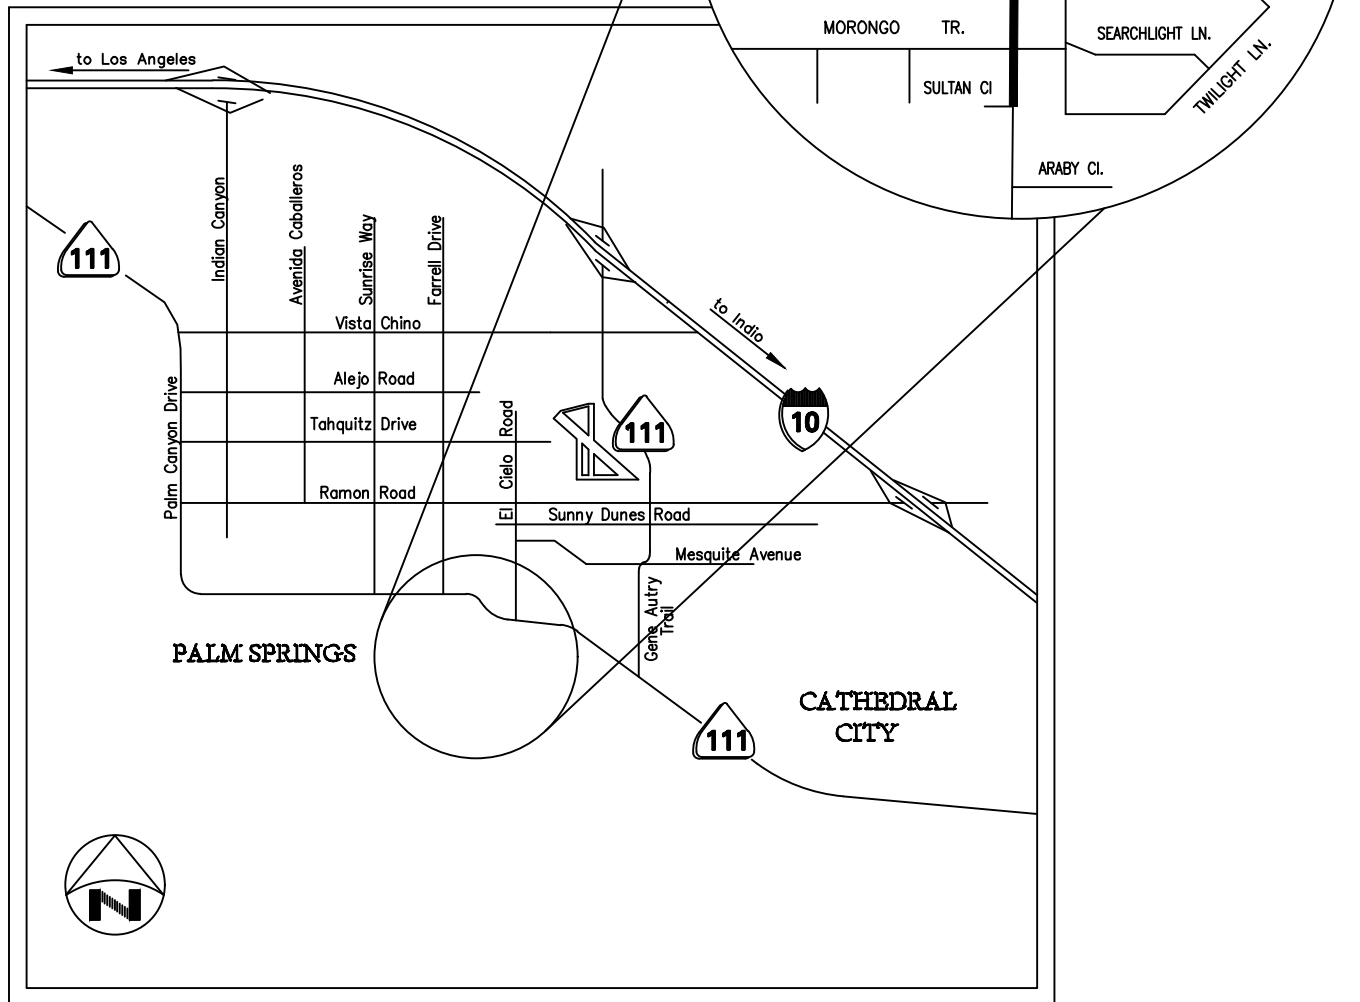 MORONGO TR.
SEARCHLIGHT LN.
TWILIGHT LN.
SULTAN CI
ARABY CI.
to Los Angeles
Indian Canyon
Avenida Caballeros
Sunrise Way
Farrell Drive
111
Vista Chino
to Indio
Alejo Road
Palm Canyon Drive
Tahquitz Drive
El Cielo Road
111
10
Ramon Road
Sunny Dunes Road
Mesquite Avenue
Gene Autry
Trail
PALM SPRINGS
CATHEDRAL
CITY
111
N